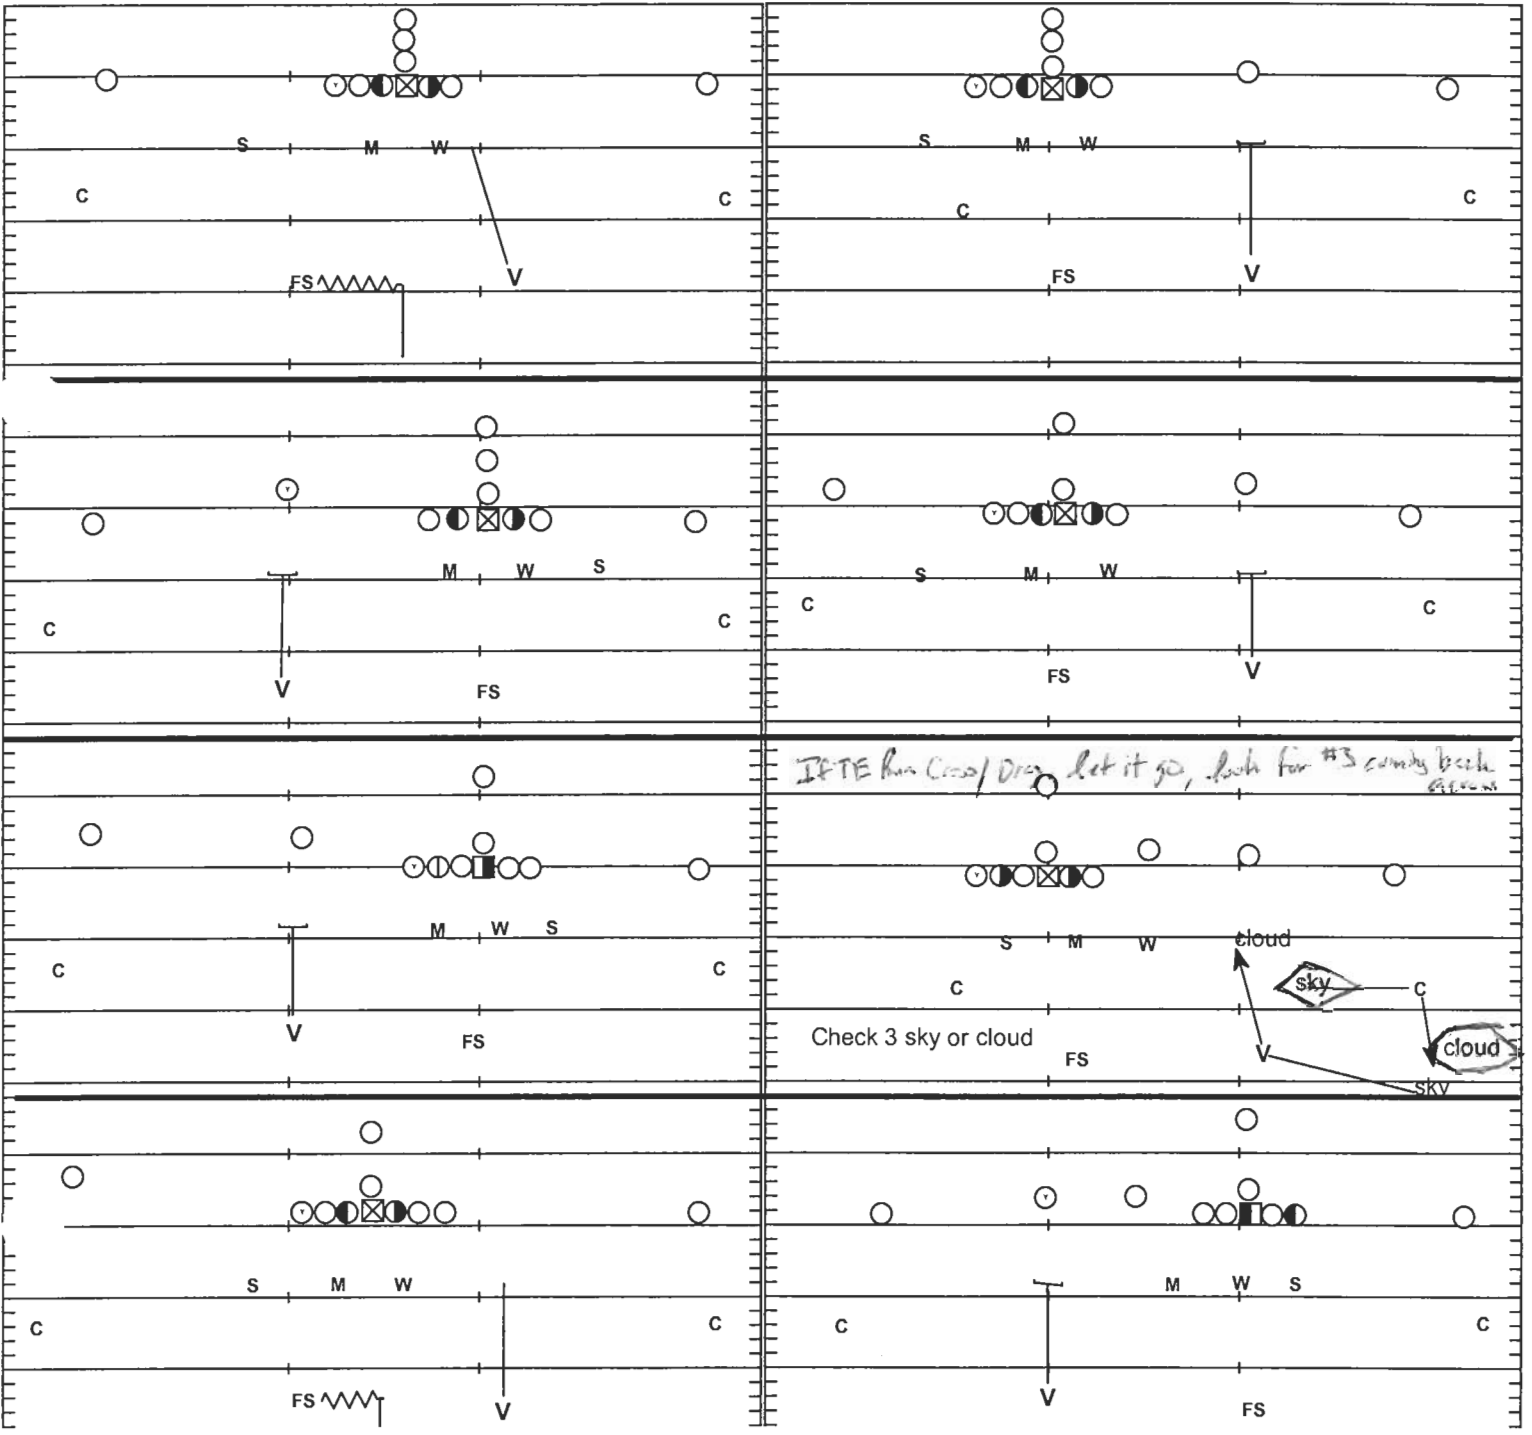 S M W
C C
FS V
S M W
C C
FS V
M W S
C C
V FS
S M W
C C
FS V
M W S
C C
V FS
If TE Run Cross/Drag let it go, look for #3 coming back
across
S M W cloud
C sky C
Check 3 sky or cloud FS V cloud
sky
S M W
C C
FS V
M W S
C C
V FS